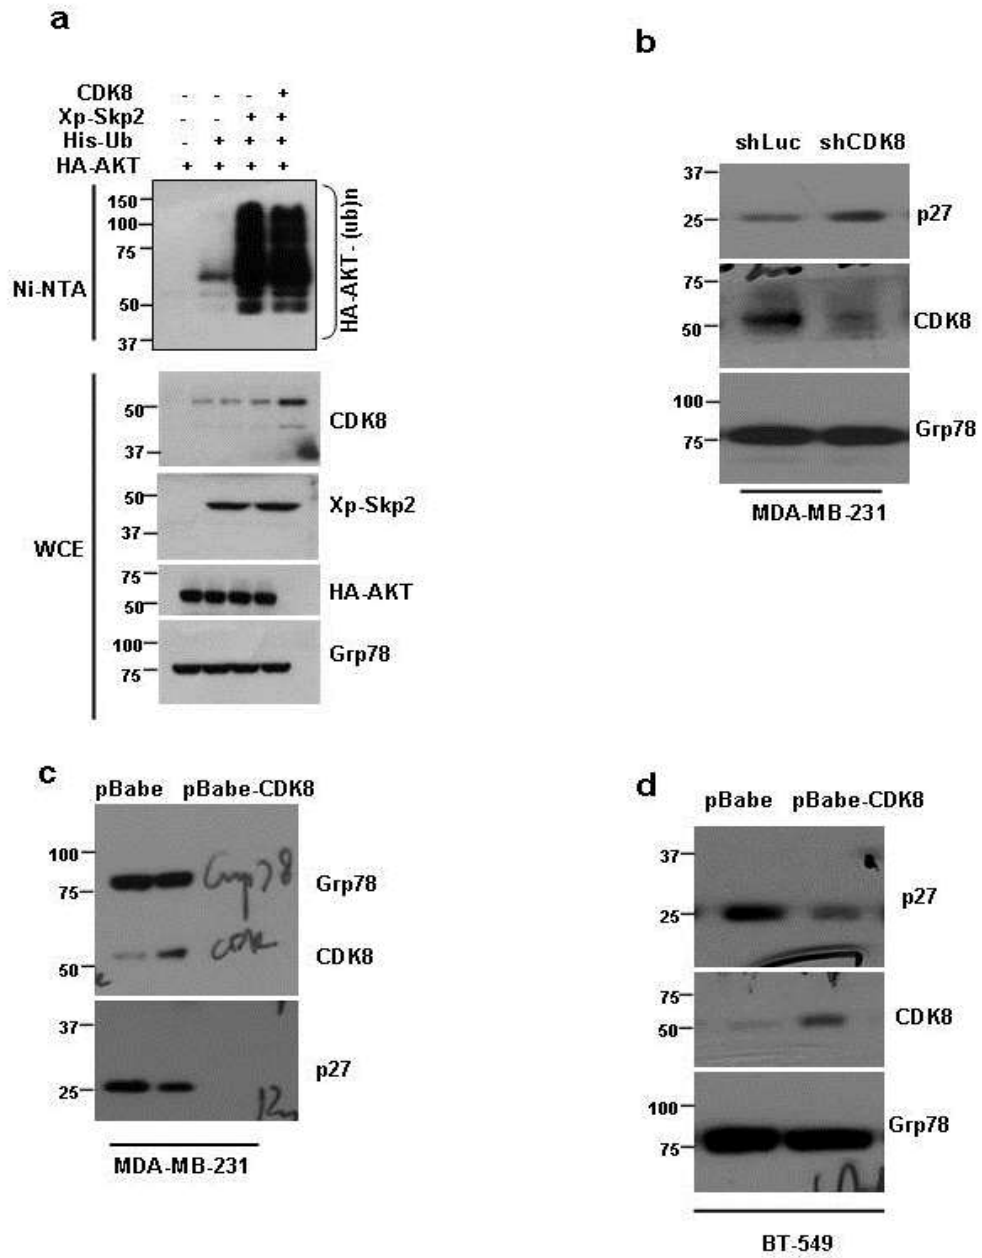 a
CDK8 - - - +
Xp-Skp2 - - + +
His-Ub - + + +
HA-AKT + + + +
150
100
75
50
37
Ni-NTA
HA-AKT- (ub)n
50
37
CDK8
50
37
Xp-Skp2
WCE
75
50
HA-AKT
100
75
Grp78
b
shLuc shCDK8
37
25
p27
75
50
CDK8
100
75
Grp78
MDA-MB-231
c
pBabe pBabe-CDK8
100
75
50
Grp78
Grp78
CDK8
37
25
p27
MDA-MB-231
d
pBabe pBabe-CDK8
37
25
p27
75
50
CDK8
100
75
Grp78
BT-549